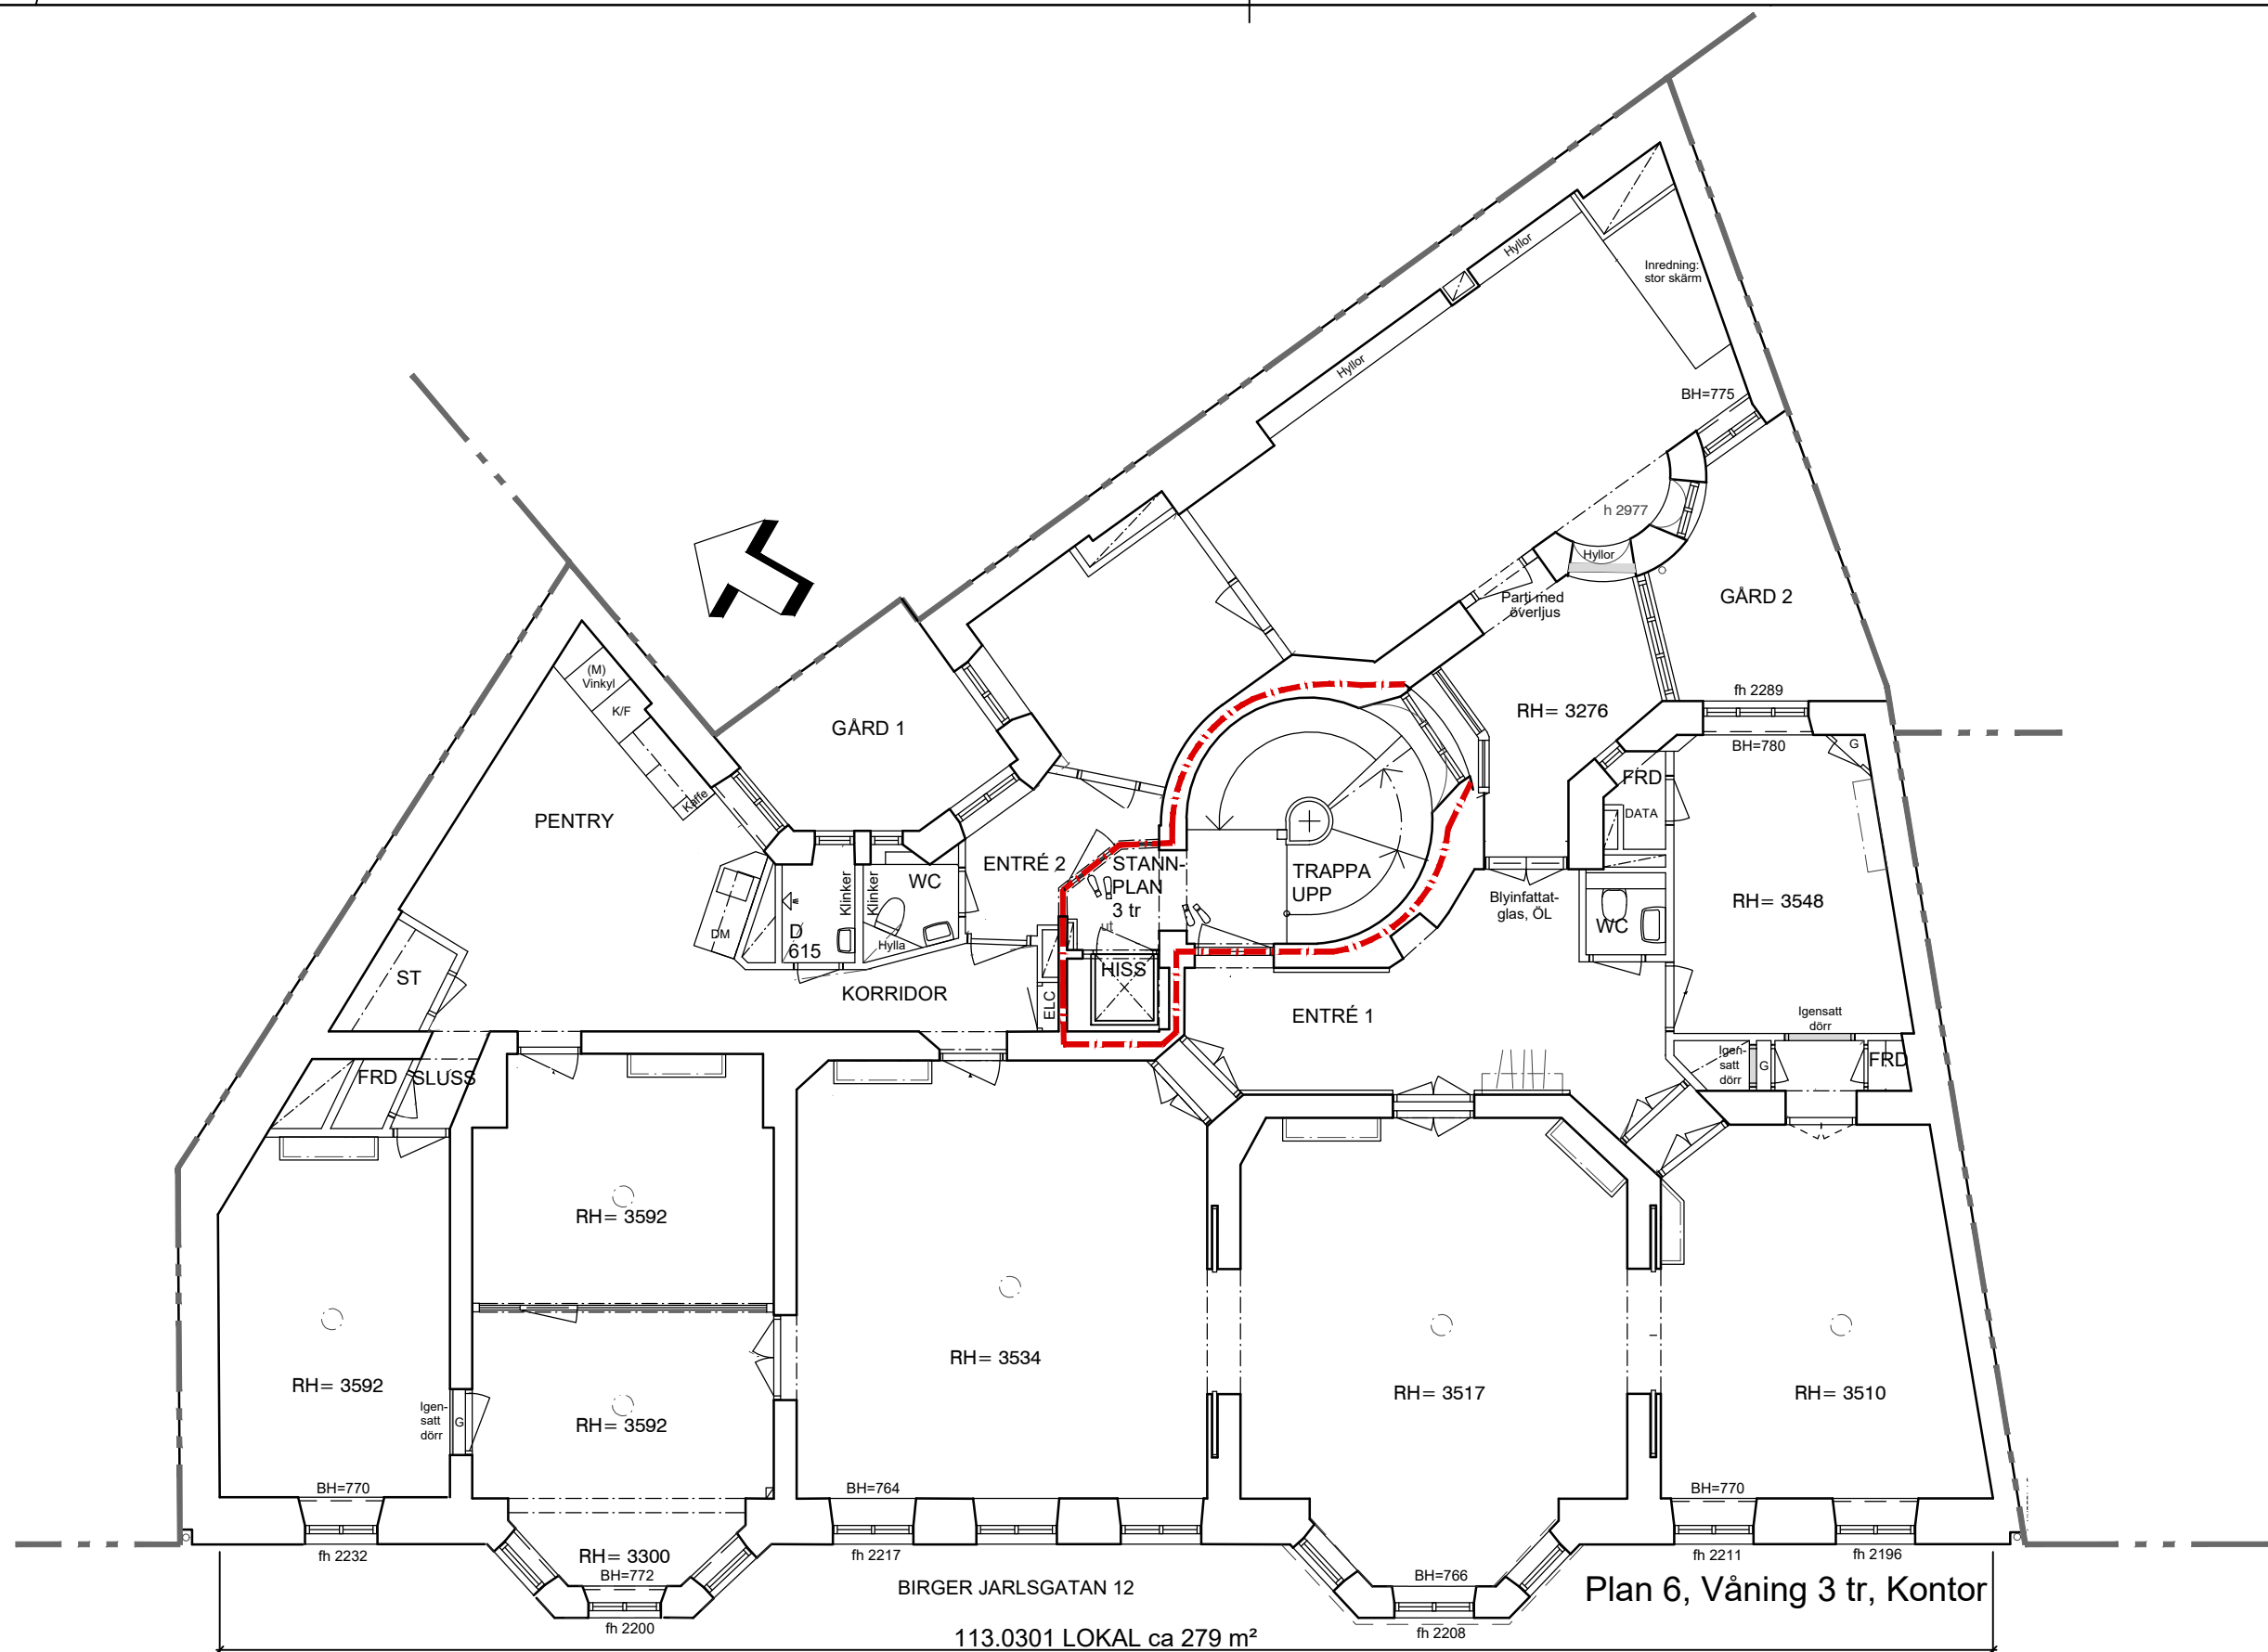 Hyllor
Inredning:
stor skärm
Hyllor
BH=775
h 2977
Hyllor
Parti med
överljus
GÅRD 2
(M)
Vinkyl
K/F
Kaffe
GÅRD 1
RH= 3276
fh 2289
BH=780
G
FRD
DATA
PENTRY
ENTRÉ 2
STANN-
PLAN
3 tr
ut
TRAPPA
UPP
Klinker
Klinker
WC
Hylla
D
615
DM
Blyinfattat-
glas, ÖL
WC
RH= 3548
ST
KORRIDOR
ELC
HISS
ENTRÉ 1
Igensatt
dörr
Igen-
satt
dörr
G
FRD
FRD
SLUSS
RH= 3592
RH= 3592
RH= 3592
Igen-
satt
dörr
G
RH= 3534
RH= 3517
RH= 3510
BH=770
BH=764
BH=770
fh 2232
RH= 3300
BH=772
fh 2200
fh 2217
BH=766
fh 2208
fh 2211
fh 2196
BIRGER JARLSGATAN 12
Plan 6, Våning 3 tr, Kontor
113.0301 LOKAL ca 279 m²